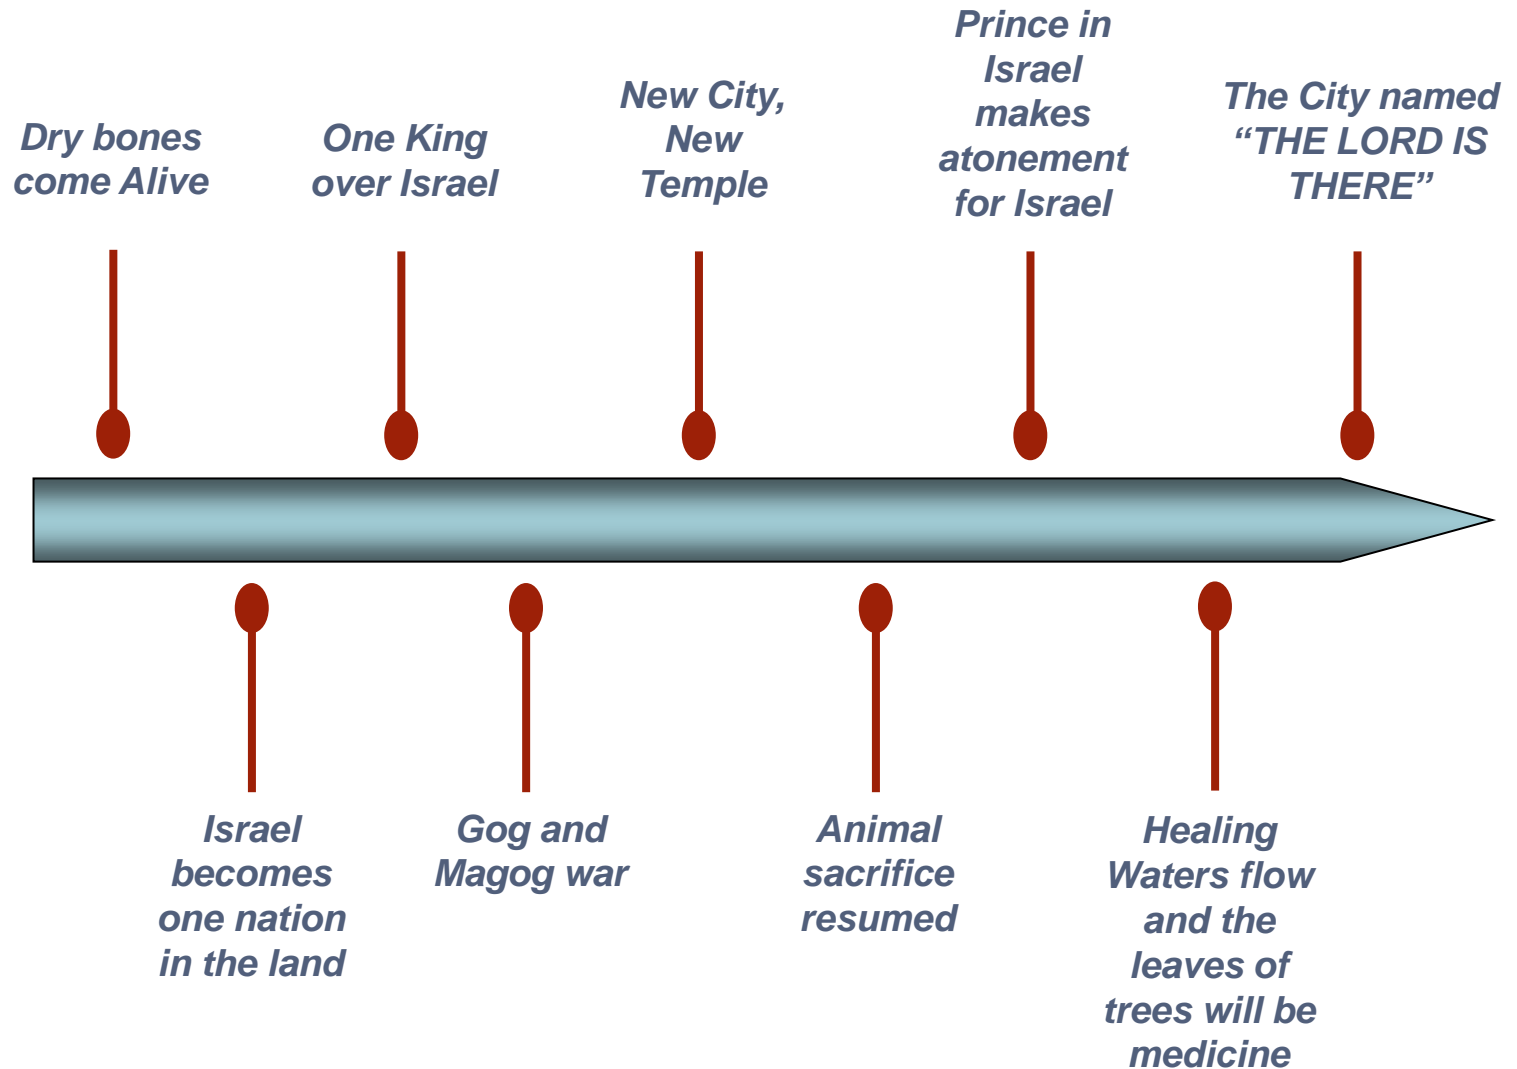 Dry bones
come Alive
One King
over Israel
New City,
New
Temple
Prince in
Israel
makes
atonement
for Israel
The City named
“THE LORD IS
THERE”
Israel
becomes
one nation
in the land
Gog and
Magog war
Animal
sacrifice
resumed
Healing
Waters flow
and the
leaves of
trees will be
medicine